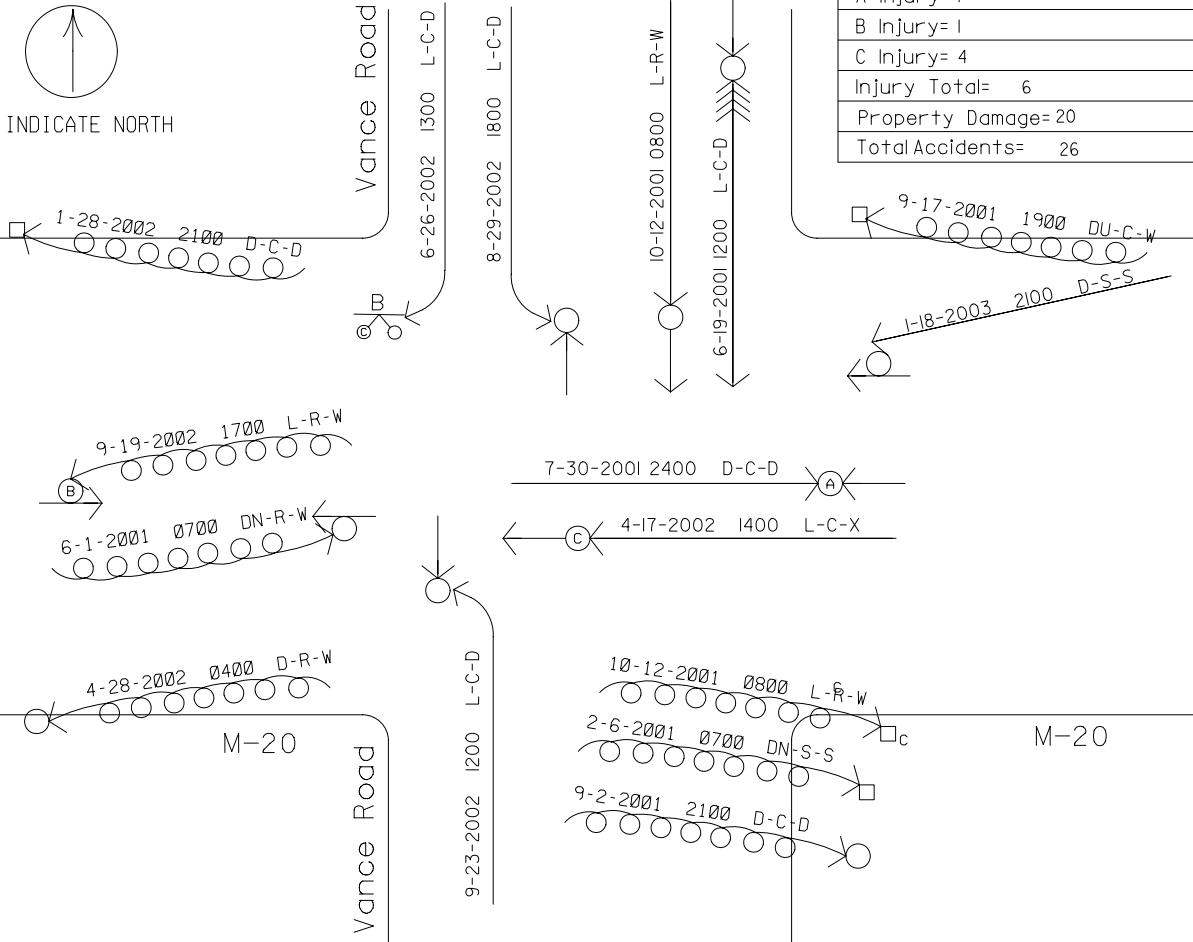 INDICATE NORTH
Vance Road
6-26-2002 1300 L-C-D
8-29-2002 1800 L-C-D
10-12-2001 0800 L-R-W
6-19-2001 1200 L-C-D
B Injury= 1
C Injury= 4
Injury Total= 6
Property Damage= 20
Total Accidents= 26
1-28-2002 2100 D-C-D
9-17-2001 1900 DU-C-W
1-18-2003 2100 D-S-S
B
C
9-19-2002 1700 L-R-W
B
7-30-2001 2400 D-C-D
A
6-1-2001 0700 DN-R-W
4-17-2002 1400 L-C-X
C
4-28-2002 0400 D-R-W
M-20
Vance Road
9-23-2002 1200 L-C-D
10-12-2001 0800 L-R-W
C
M-20
2-6-2001 0700 DN-S-S
9-2-2001 2100 D-C-D